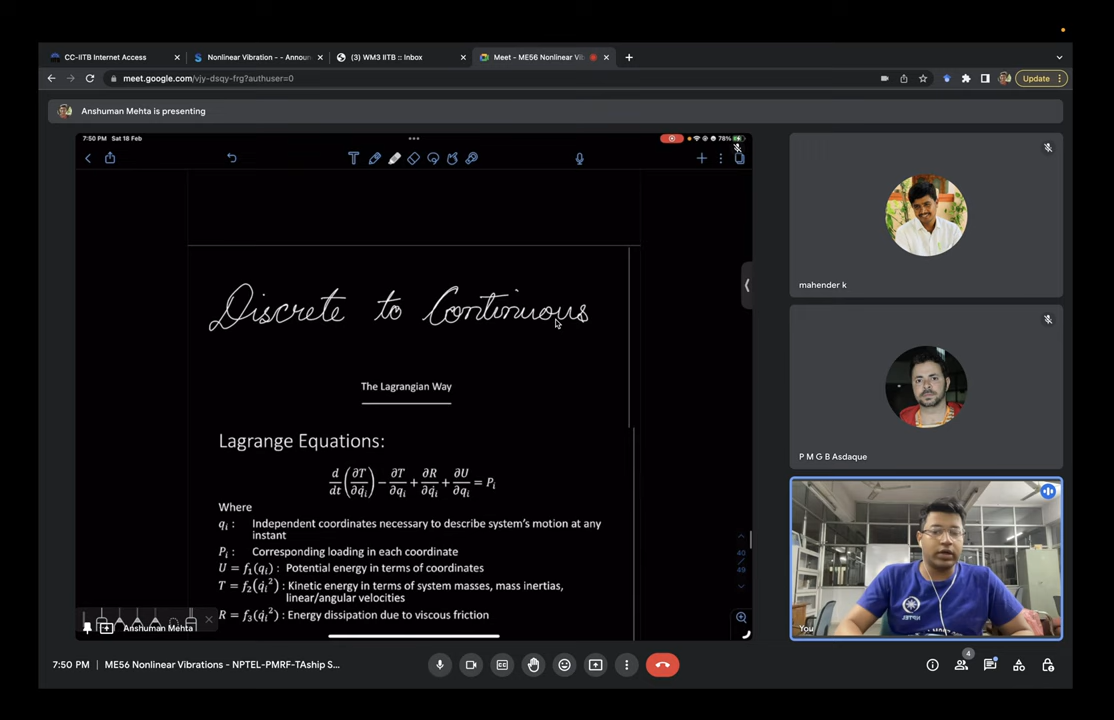 CC-IITB Internet Access
Nonlinear Vibration - - Announ
(3) WM3 IITB :: Inbox
Meet - ME56 Nonlinear Vib
meet.google.com/vjy-dsqy-frg?authuser=0
Update
Anshuman Mehta is presenting
7:50 PM Sat 18 Feb
78%
Discrete to Continuous
The Lagrangian Way
Lagrange Equations:
d/dt (∂T/∂q̇ᵢ) − ∂T/∂qᵢ + ∂R/∂q̇ᵢ + ∂U/∂qᵢ = Pᵢ
Where
qᵢ : Independent coordinates necessary to describe system's motion at any
instant
Pᵢ : Corresponding loading in each coordinate
U = f₁(qᵢ) : Potential energy in terms of coordinates
T = f₂(q̇ᵢ²) : Kinetic energy in terms of system masses, mass inertias,
linear/angular velocities
R = f₃(q̇ᵢ²) : Energy dissipation due to viscous friction
40
49
Anshuman Mehta
mahender k
P M G B Asdaque
NPTEL
You
7:50 PM | ME56 Nonlinear Vibrations - NPTEL-PMRF-TAship S...
4